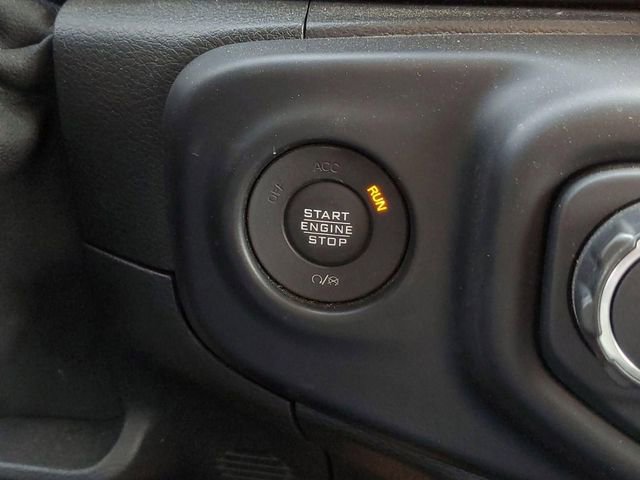 OFF
ACC
RUN
START
ENGINE
STOP